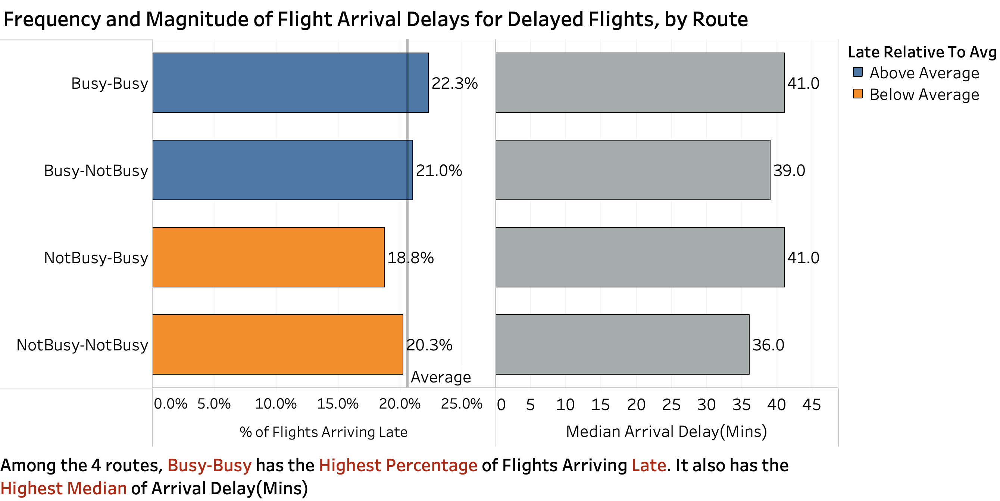 Frequency and Magnitude of Flight Arrival Delays for Delayed Flights, by Route
Late Relative To Avg
Above Average
Below Average
Busy-Busy
22.3%
41.0
Busy-NotBusy
21.0%
39.0
NotBusy-Busy
18.8%
41.0
NotBusy-NotBusy
20.3%
36.0
Average
0.0% 5.0% 10.0% 15.0% 20.0% 25.0%
0 5 10 15 20 25 30 35 40 45
% of Flights Arriving Late
Median Arrival Delay(Mins)
Among the 4 routes, Busy-Busy has the Highest Percentage of Flights Arriving Late. It also has the
Highest Median of Arrival Delay(Mins)